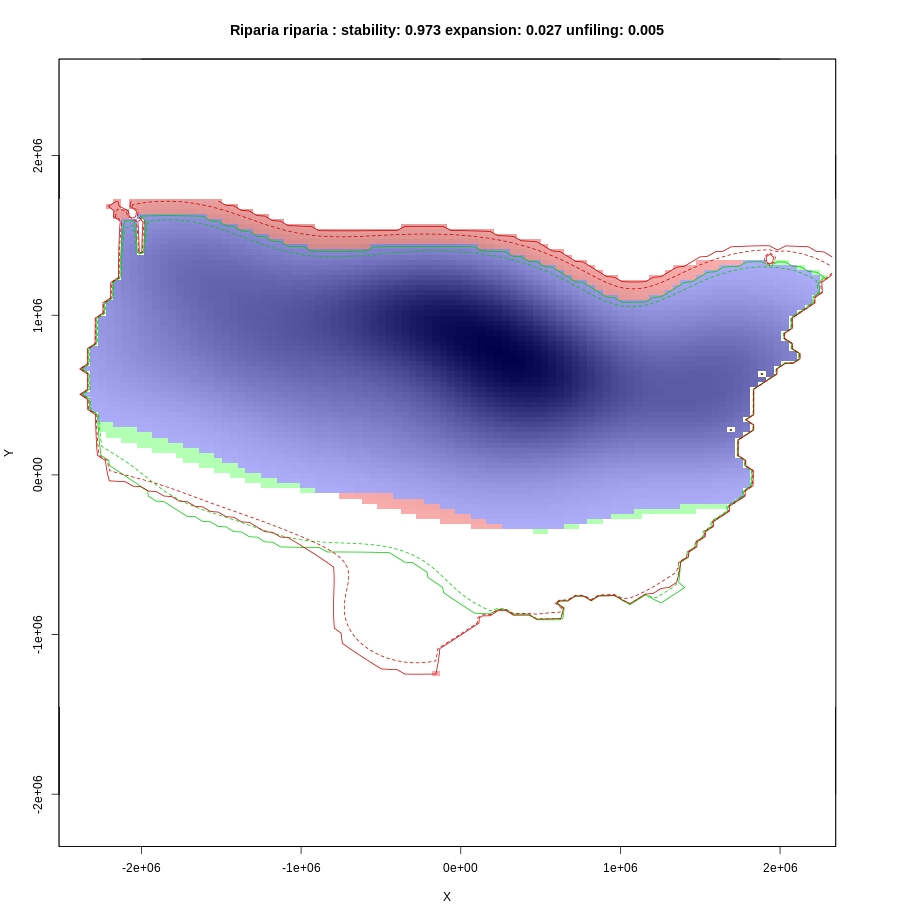 Riparia riparia : stability: 0.973 expansion: 0.027 unfiling: 0.005
2e+06
1e+06
Y
0e+00
-1e+06
-2e+06
-2e+06 -1e+06 0e+00 1e+06 2e+06
X